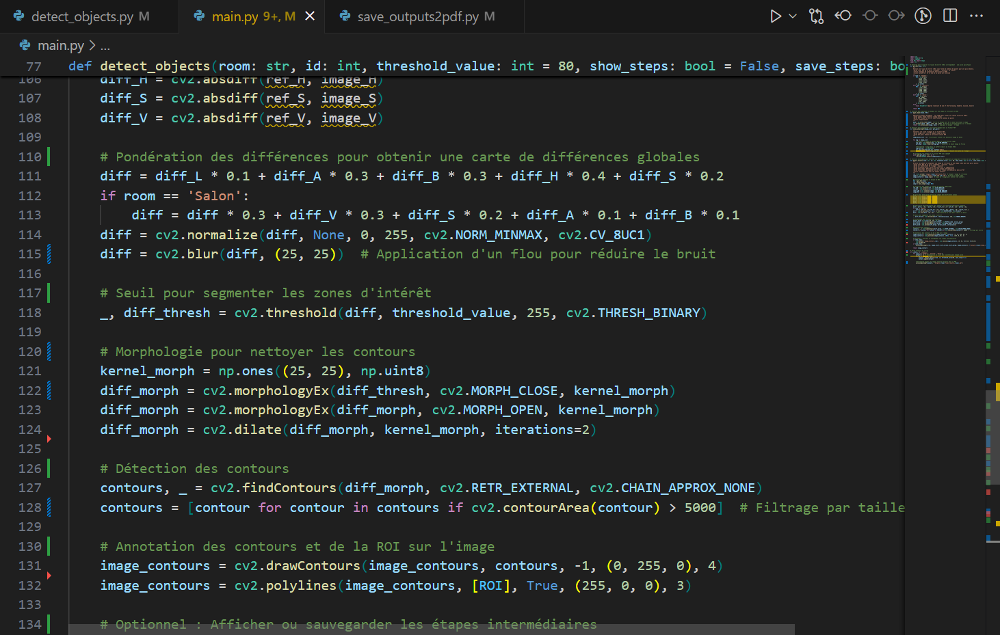 detect_objects.py M
main.py 9+, M
save_outputs2pdf.py M
main.py > ...
77 def detect_objects(room: str, id: int, threshold_value: int = 80, show_steps: bool = False, save_steps: bo
106 diff_H = cv2.absdiff(ref_H, image_H)
107 diff_S = cv2.absdiff(ref_S, image_S)
108 diff_V = cv2.absdiff(ref_V, image_V)
109
110 # Pondération des différences pour obtenir une carte de différences globales
111 diff = diff_L * 0.1 + diff_A * 0.3 + diff_B * 0.3 + diff_H * 0.4 + diff_S * 0.2
112 if room == 'Salon':
113 diff = diff * 0.3 + diff_V * 0.3 + diff_S * 0.2 + diff_A * 0.1 + diff_B * 0.1
114 diff = cv2.normalize(diff, None, 0, 255, cv2.NORM_MINMAX, cv2.CV_8UC1)
115 diff = cv2.blur(diff, (25, 25))  # Application d'un flou pour réduire le bruit
116
117 # Seuil pour segmenter les zones d'intérêt
118 _, diff_thresh = cv2.threshold(diff, threshold_value, 255, cv2.THRESH_BINARY)
119
120 # Morphologie pour nettoyer les contours
121 kernel_morph = np.ones((25, 25), np.uint8)
122 diff_morph = cv2.morphologyEx(diff_thresh, cv2.MORPH_CLOSE, kernel_morph)
123 diff_morph = cv2.morphologyEx(diff_morph, cv2.MORPH_OPEN, kernel_morph)
124 diff_morph = cv2.dilate(diff_morph, kernel_morph, iterations=2)
125
126 # Détection des contours
127 contours, _ = cv2.findContours(diff_morph, cv2.RETR_EXTERNAL, cv2.CHAIN_APPROX_NONE)
128 contours = [contour for contour in contours if cv2.contourArea(contour) > 5000]  # Filtrage par taille
129
130 # Annotation des contours et de la ROI sur l'image
131 image_contours = cv2.drawContours(image_contours, contours, -1, (0, 255, 0), 4)
132 image_contours = cv2.polylines(image_contours, [ROI], True, (255, 0, 0), 3)
133
134 # Optionnel : Afficher ou sauvegarder les étapes intermédiaires